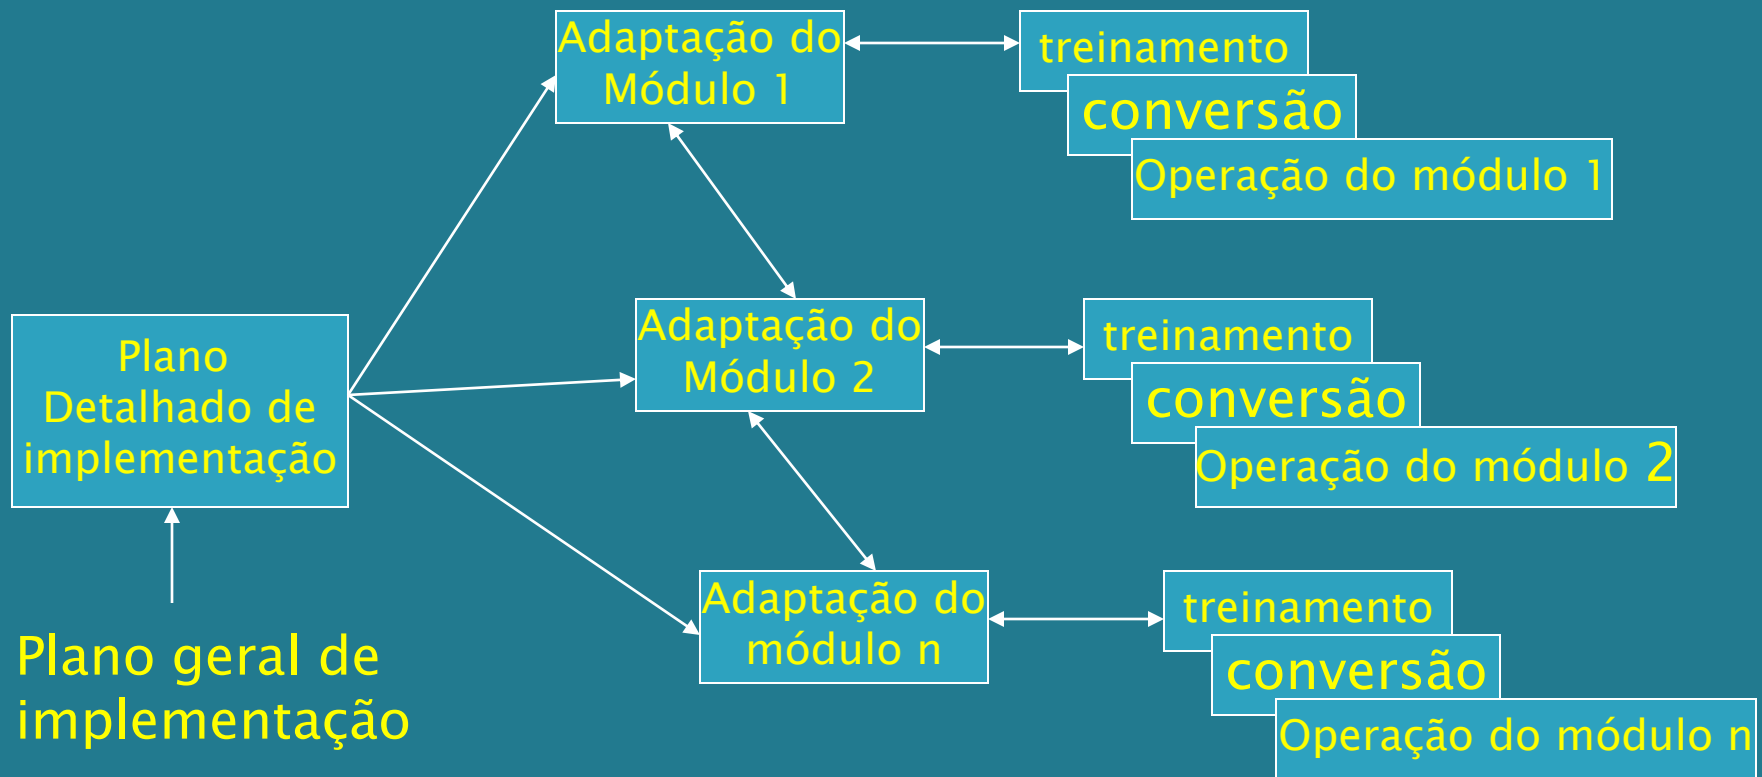 Adaptação do
Módulo 1
treinamento
conversão
Operação do módulo 1
Plano
Detalhado de
implementação
Adaptação do
Módulo 2
treinamento
conversão
Operação do módulo 2
Plano geral de
implementação
Adaptação do
módulo n
treinamento
conversão
Operação do módulo n